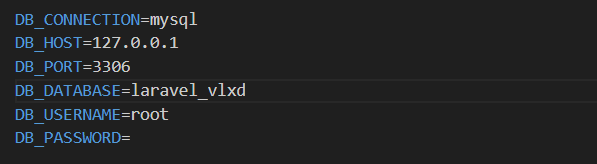 DB_CONNECTION=mysql
DB_HOST=127.0.0.1
DB_PORT=3306
DB_DATABASE=laravel_vlxd
DB_USERNAME=root
DB_PASSWORD=